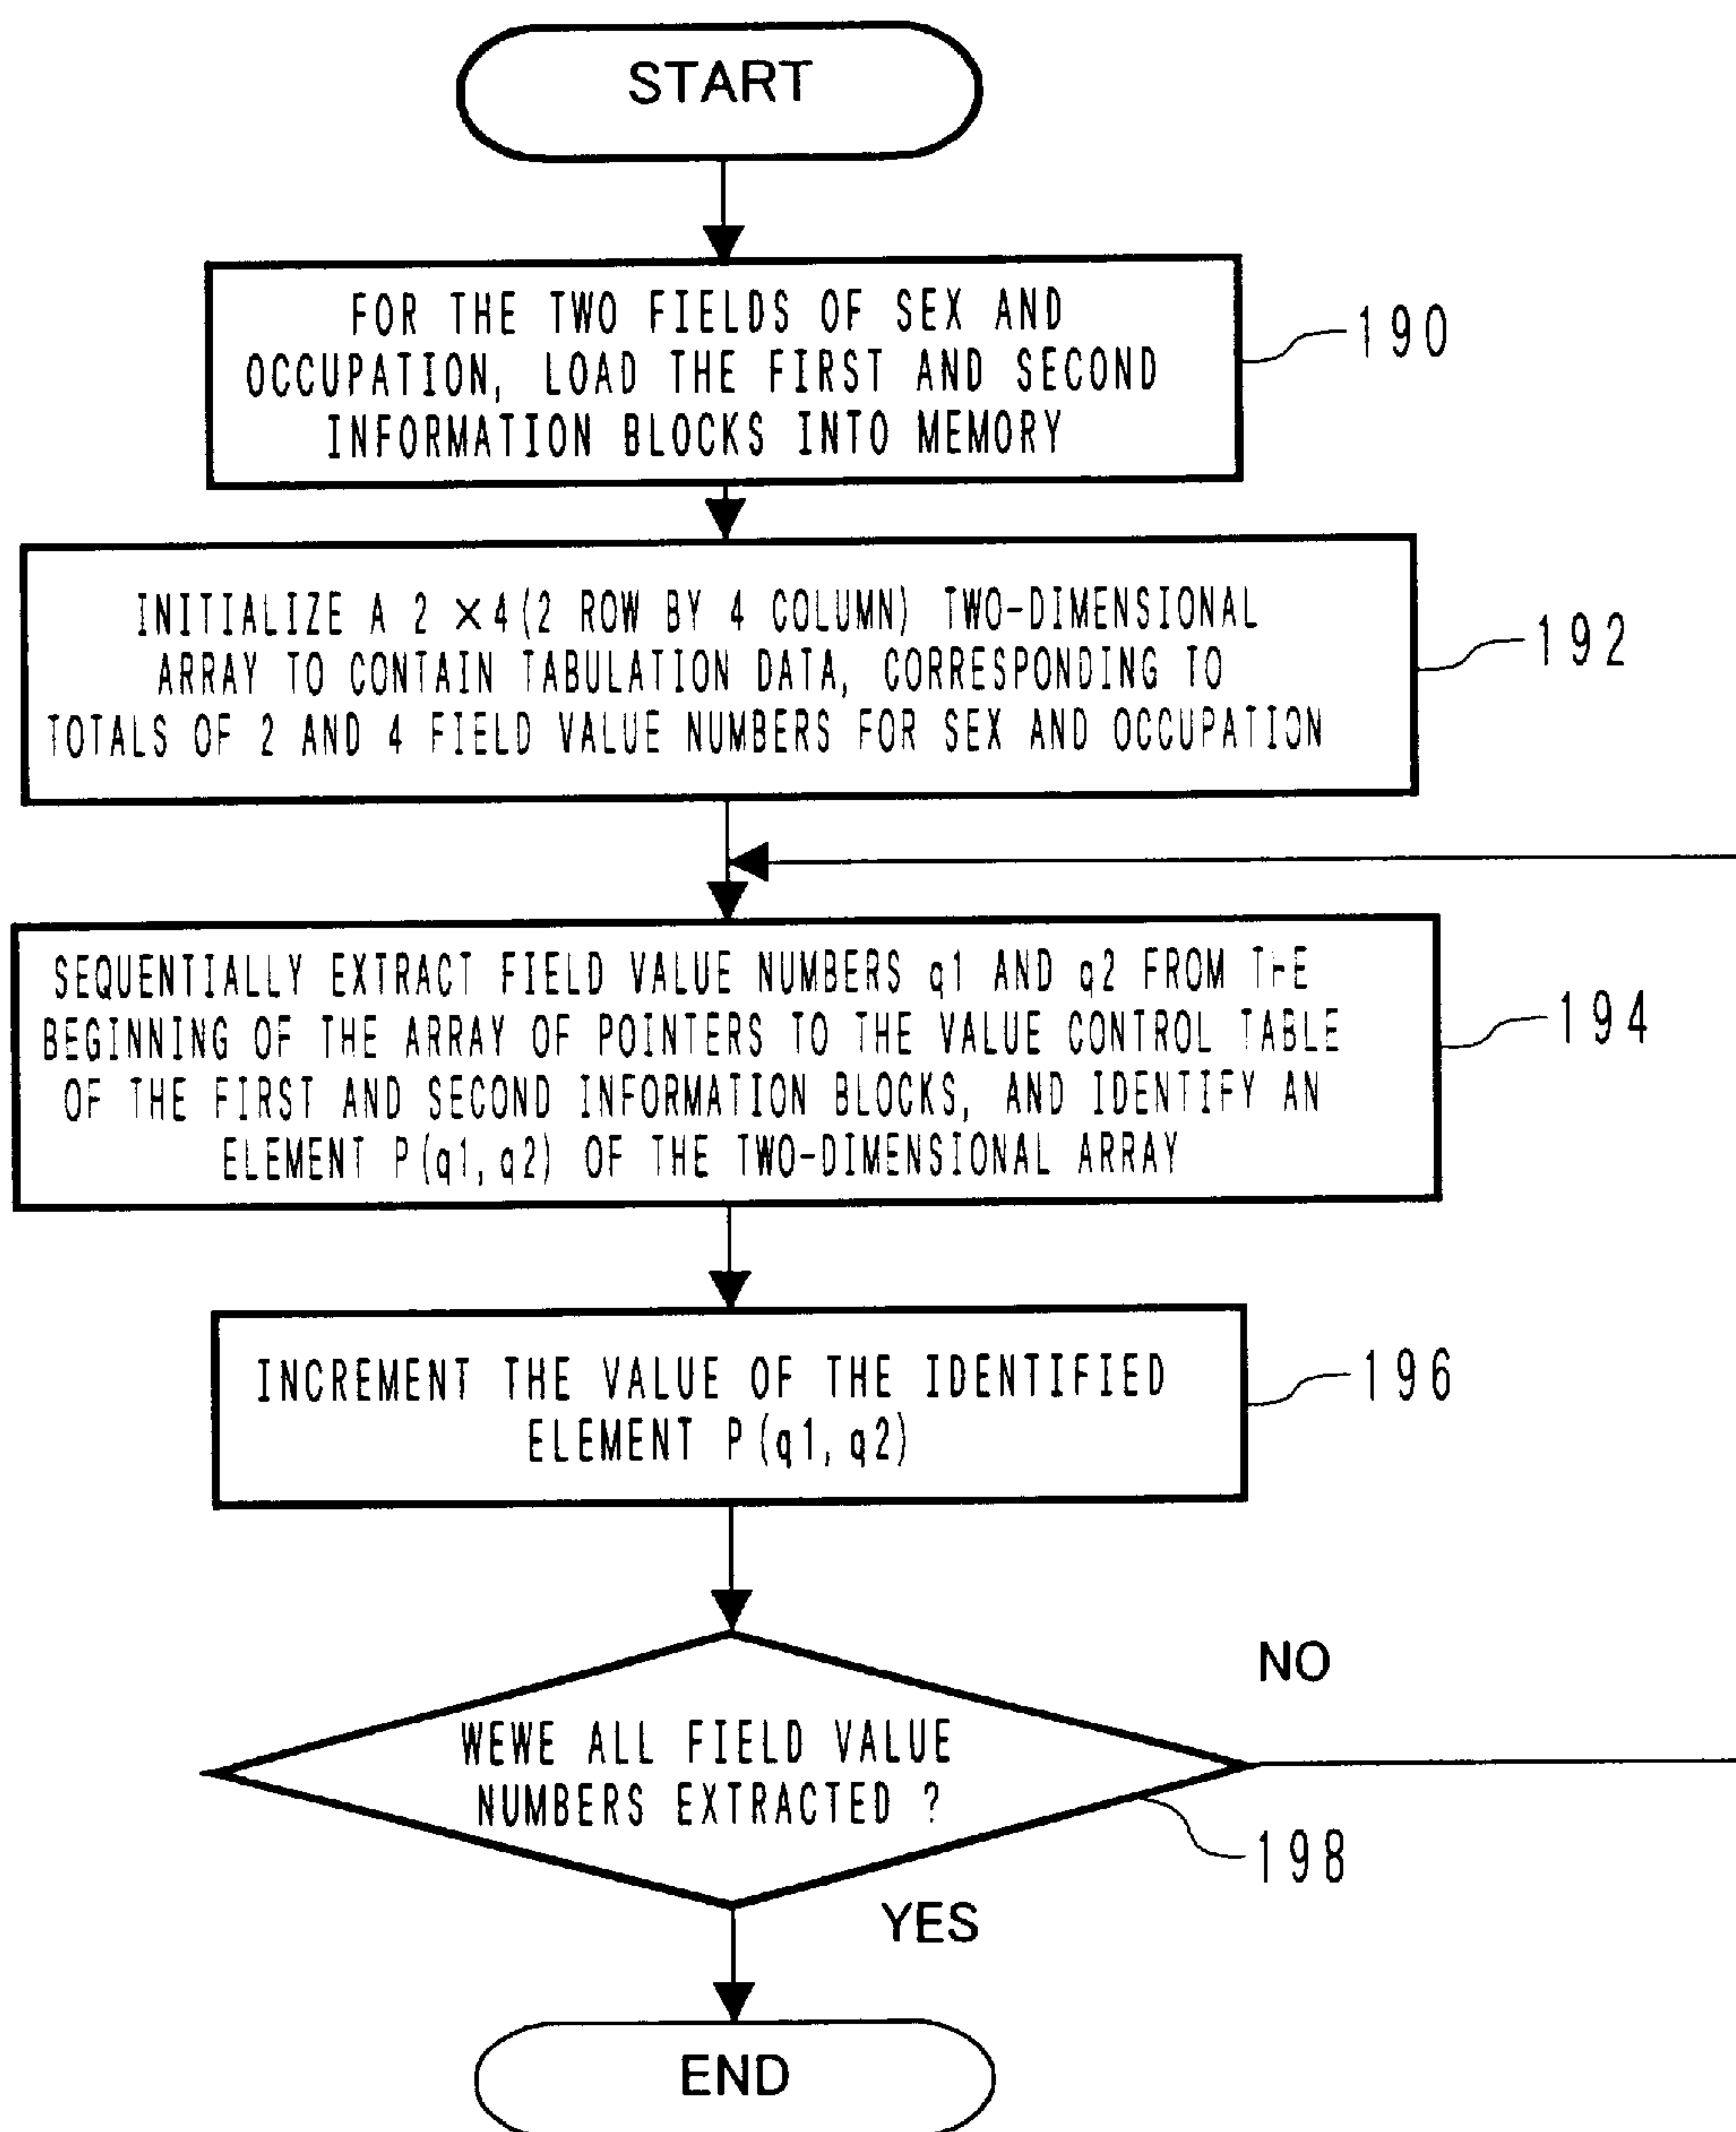 START
FOR THE TWO FIELDS OF SEX AND
OCCUPATION, LOAD THE FIRST AND SECOND
INFORMATION BLOCKS INTO MEMORY
190
INITIALIZE A 2 ×4(2 ROW BY 4 COLUMN) TWO-DIMENSIONAL
ARRAY TO CONTAIN TABULATION DATA, CORRESPONDING TO
TOTALS OF 2 AND 4 FIELD VALUE NUMBERS FOR SEX AND OCCUPATION
192
SEQUENTIALLY EXTRACT FIELD VALUE NUMBERS q1 AND q2 FROM THE
BEGINNING OF THE ARRAY OF POINTERS TO THE VALUE CONTROL TABLE
OF THE FIRST AND SECOND INFORMATION BLOCKS, AND IDENTIFY AN
ELEMENT P(q1,q2) OF THE TWO-DIMENSIONAL ARRAY
194
INCREMENT THE VALUE OF THE IDENTIFIED
ELEMENT P(q1,q2)
196
NO
WEWE ALL FIELD VALUE
NUMBERS EXTRACTED ?
198
YES
END